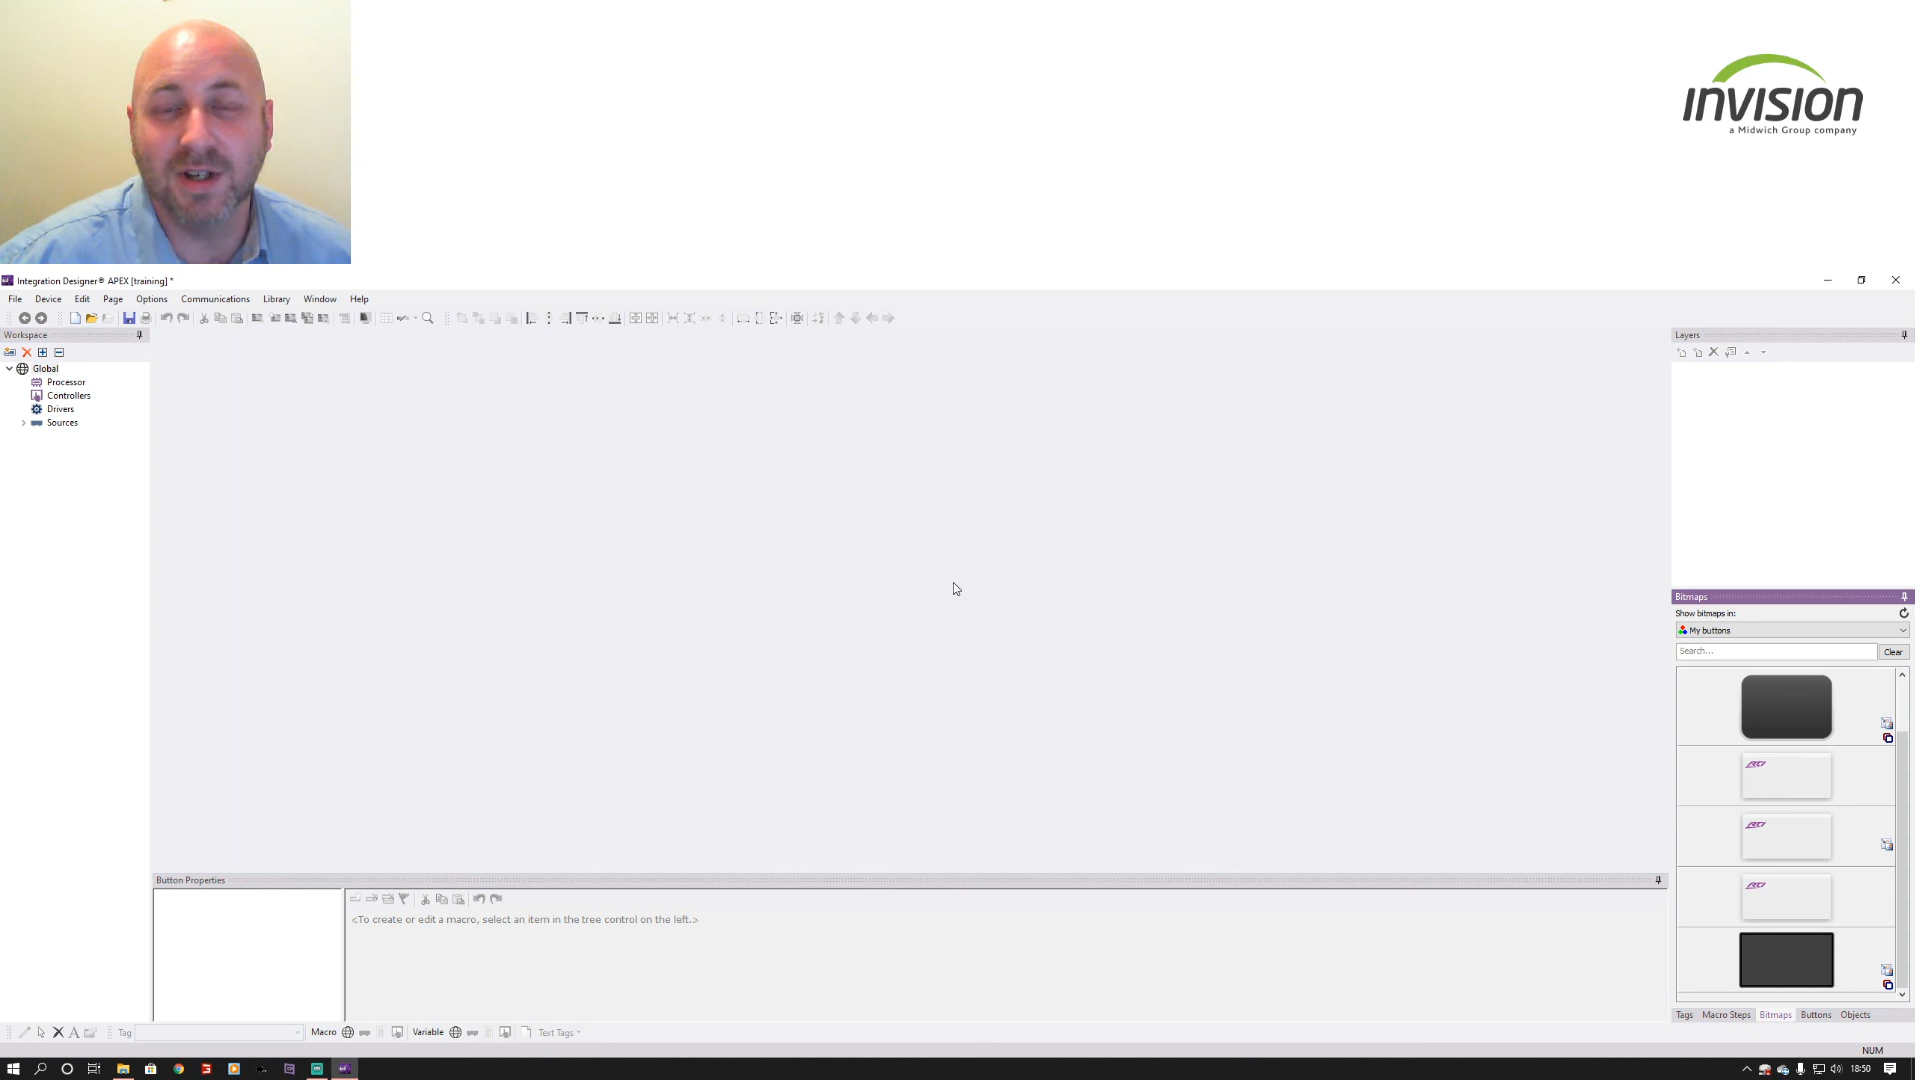 invision
a Midwich Group company
Integration Designer® APEX [training] *
File Device Edit Page Options Communications Library Window Help
Workspace
Layers
Global
Processor
Controllers
Drivers
Sources
Bitmaps
Show bitmaps in:
My buttons
Search...
Clear
RTI
RTI
RTI
Button Properties
<To create or edit a macro, select an item in the tree control on the left.>
Tags Macro Steps Bitmaps Buttons Objects
Tag Macro Variable Text Tags
NUM
18:50